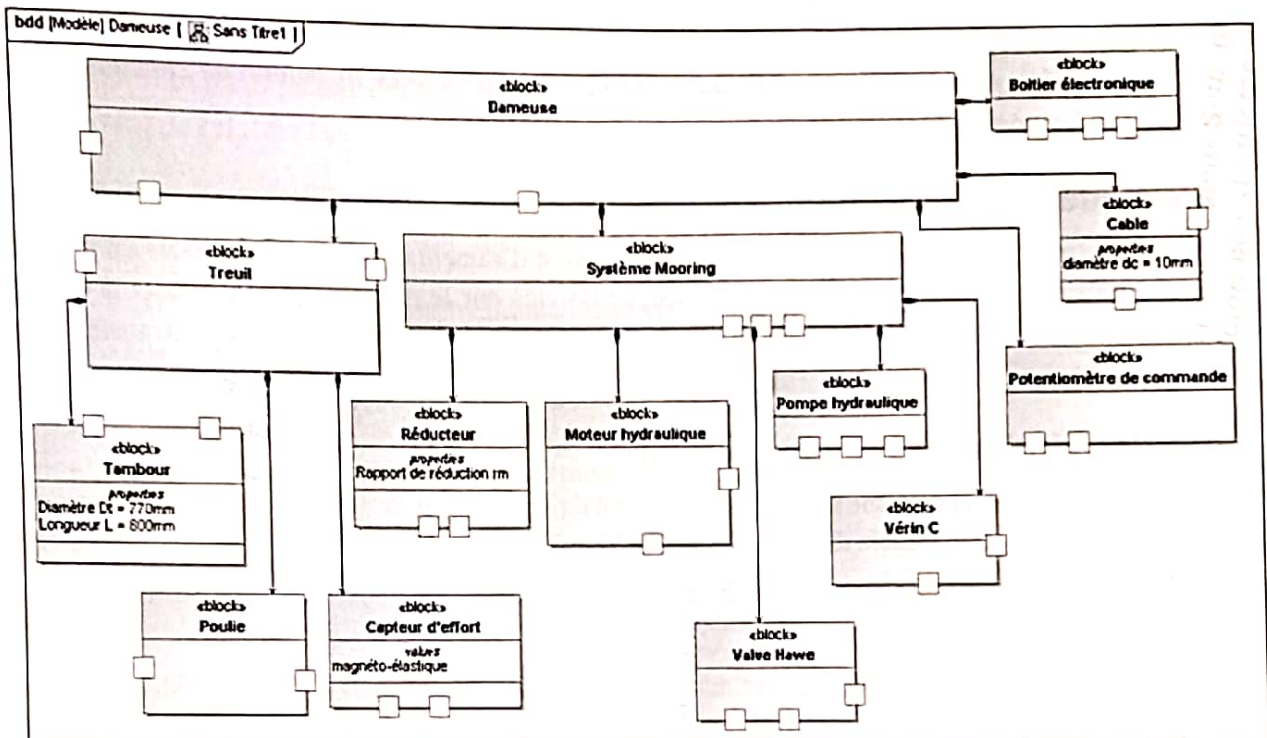 bdd [Modèle] Dameuse [ Sans Titre1 ]
«block»
Dameuse
«block»
Boitier électronique
«block»
Cable
properties
diamètre dc = 10mm
«block»
Treuil
«block»
Système Mooring
«block»
Potentiomètre de commande
«block»
Pompe hydraulique
«block»
Réducteur
properties
Rapport de réduction rm
«block»
Moteur hydraulique
«block»
Tambour
properties
Diamètre Dt = 770mm
Longueur L = 800mm
«block»
Vérin C
«block»
Poulie
«block»
Capteur d'effort
values
magnéto-élastique
«block»
Valve Hawe